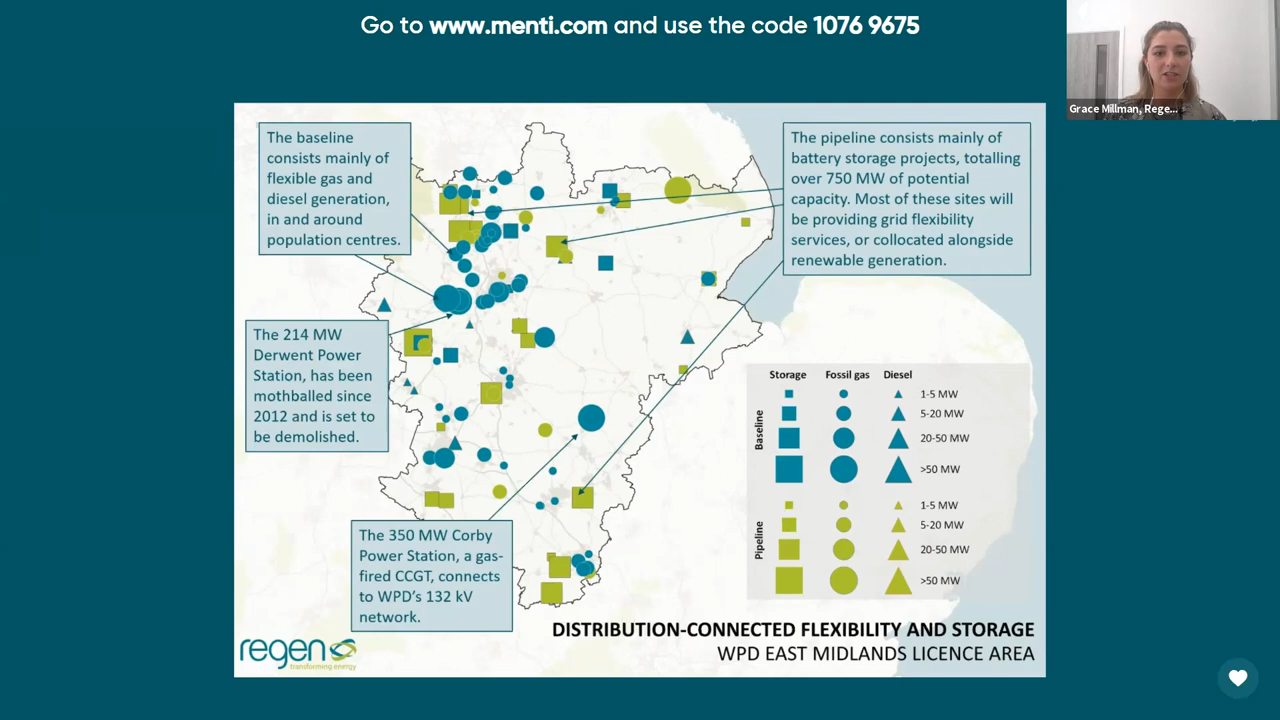 Go to www.menti.com and use the code 1076 9675
Grace Millman, Rege...
The baseline
consists mainly of
flexible gas and
diesel generation,
in and around
population centres.
The pipeline consists mainly of
battery storage projects, totalling
over 750 MW of potential
capacity. Most of these sites will
be providing grid flexibility
services, or collocated alongside
renewable generation.
The 214 MW
Derwent Power
Station, has been
mothballed since
2012 and is set to
be demolished.
Storage Fossil gas Diesel
Baseline
1-5 MW
5-20 MW
20-50 MW
>50 MW
Pipeline
1-5 MW
5-20 MW
20-50 MW
>50 MW
The 350 MW Corby
Power Station, a gas-
fired CCGT, connects
to WPD's 132 kV
network.
DISTRIBUTION-CONNECTED FLEXIBILITY AND STORAGE
WPD EAST MIDLANDS LICENCE AREA
regen
transforming energy